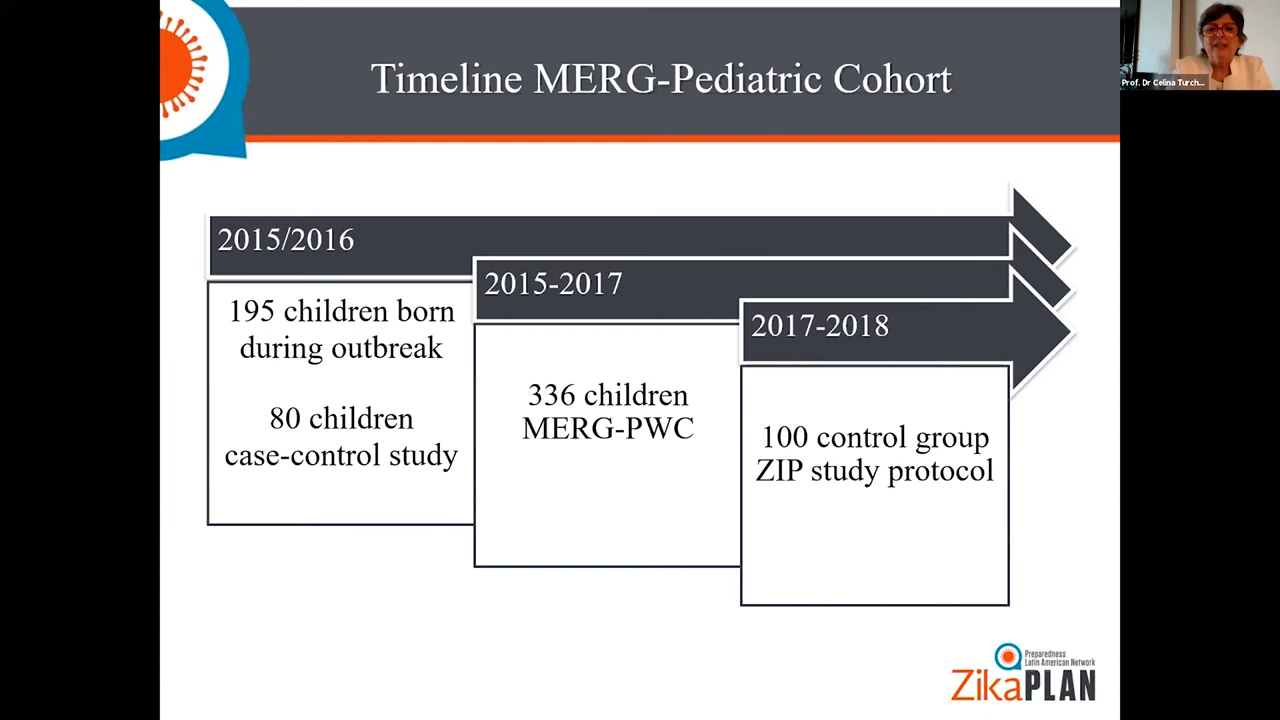 Timeline MERG-Pediatric Cohort
Prof. Dr Celina Turch...
2015/2016
195 children born
during outbreak
80 children
case-control study
2015-2017
336 children
MERG-PWC
2017-2018
100 control group
ZIP study protocol
Preparedness
Latin American Network
ZikaPLAN